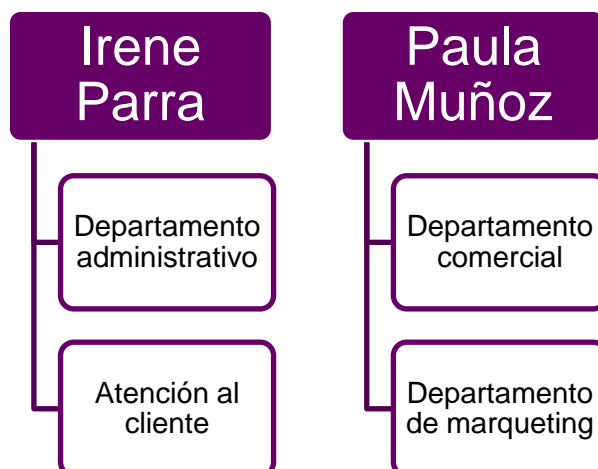 Irene
Parra
Departamento
administrativo
Atención al
cliente
Paula
Muñoz
Departamento
comercial
Departamento
de marqueting